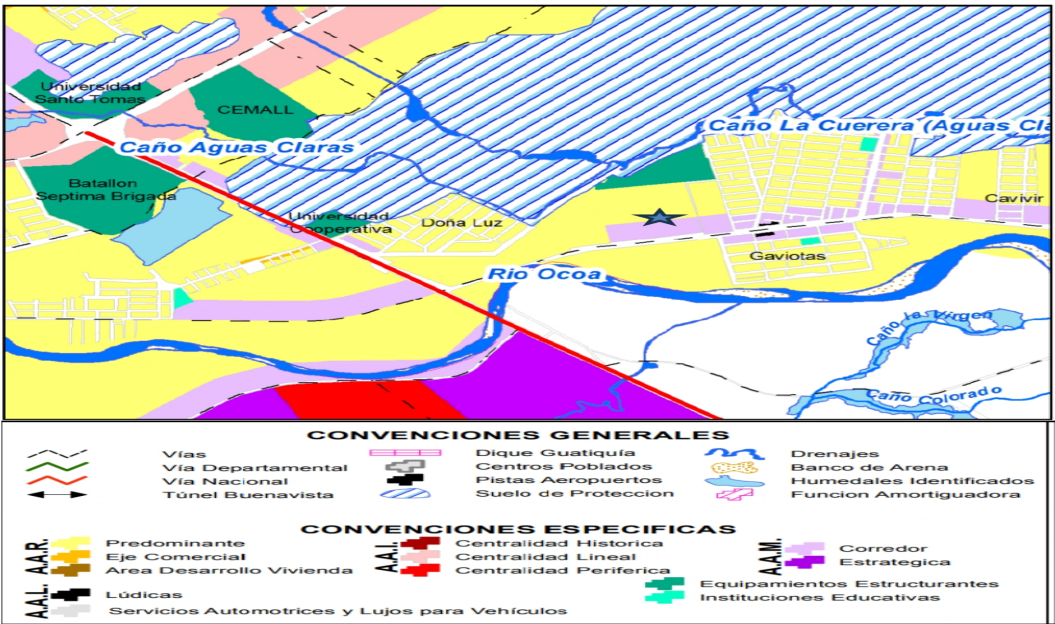 Universidad
Santo Tomas
CEMALL
Caño Aguas Claras
Caño La Cuerera (Aguas Cla
Batallon
Septima Brigada
Universidad
Cooperativa
Doña Luz
Cavivir
Gaviotas
Rio Ocoa
Caño la Virgen
Caño Colorado
CONVENCIONES GENERALES
Vías
Vía Departamental
Vía Nacional
Túnel Buenavista
Dique Guatiquía
Centros Poblados
Pistas Aeropuertos
Suelo de Proteccion
Drenajes
Banco de Arena
Humedales Identificados
Funcion Amortiguadora
CONVENCIONES ESPECIFICAS
A.A.R.
Predominante
Eje Comercial
Area Desarrollo Vivienda
A.A.I.
Centralidad Historica
Centralidad Lineal
Centralidad Periferica
A.A.M.
Corredor
Estrategica
A.A.L.
Lúdicas
Servicios Automotrices y Lujos para Vehículos
Equipamientos Estructurantes
Instituciones Educativas